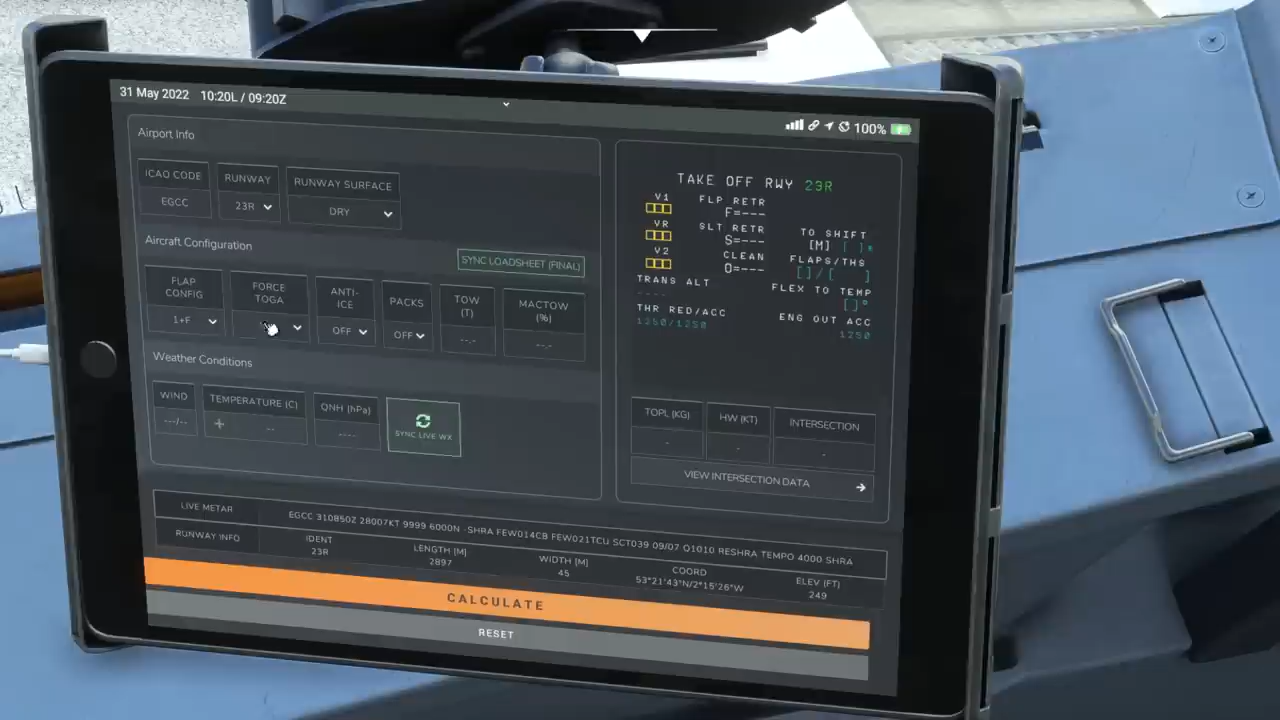 31 May 2022 10:20L / 09:20Z
100%
Airport Info
ICAO CODE RUNWAY RUNWAY SURFACE
EGCC 23R DRY
Aircraft Configuration
SYNC LOADSHEET (FINAL)
FLAP CONFIG FORCE TOGA ANTI-ICE PACKS TOW (T) MACTOW (%)
1+F OFF OFF --.- --.-
Weather Conditions
WIND TEMPERATURE (C) QNH (hPa)
---/-- + -- ----
SYNC LIVE WX
TAKE OFF RWY 23R
V1 FLP RETR
F=---
VR SLT RETR TO SHIFT
S=--- [M] [ ]*
V2 CLEAN FLAPS/THS
O=--- []/[ ]
TRANS ALT FLEX TO TEMP
---- []°
THR RED/ACC ENG OUT ACC
1250/1250 1250
TOPL (KG) HW (KT) INTERSECTION
- - -
VIEW INTERSECTION DATA
LIVE METAR EGCC 310850Z 28007KT 9999 6000N -SHRA FEW014CB FEW021TCU SCT039 09/07 Q1010 RESHRA TEMPO 4000 SHRA
RUNWAY INFO IDENT LENGTH (M) WIDTH (M) COORD ELEV (FT)
23R 2897 45 53°21'43"N/2°15'26"W 249
CALCULATE
RESET